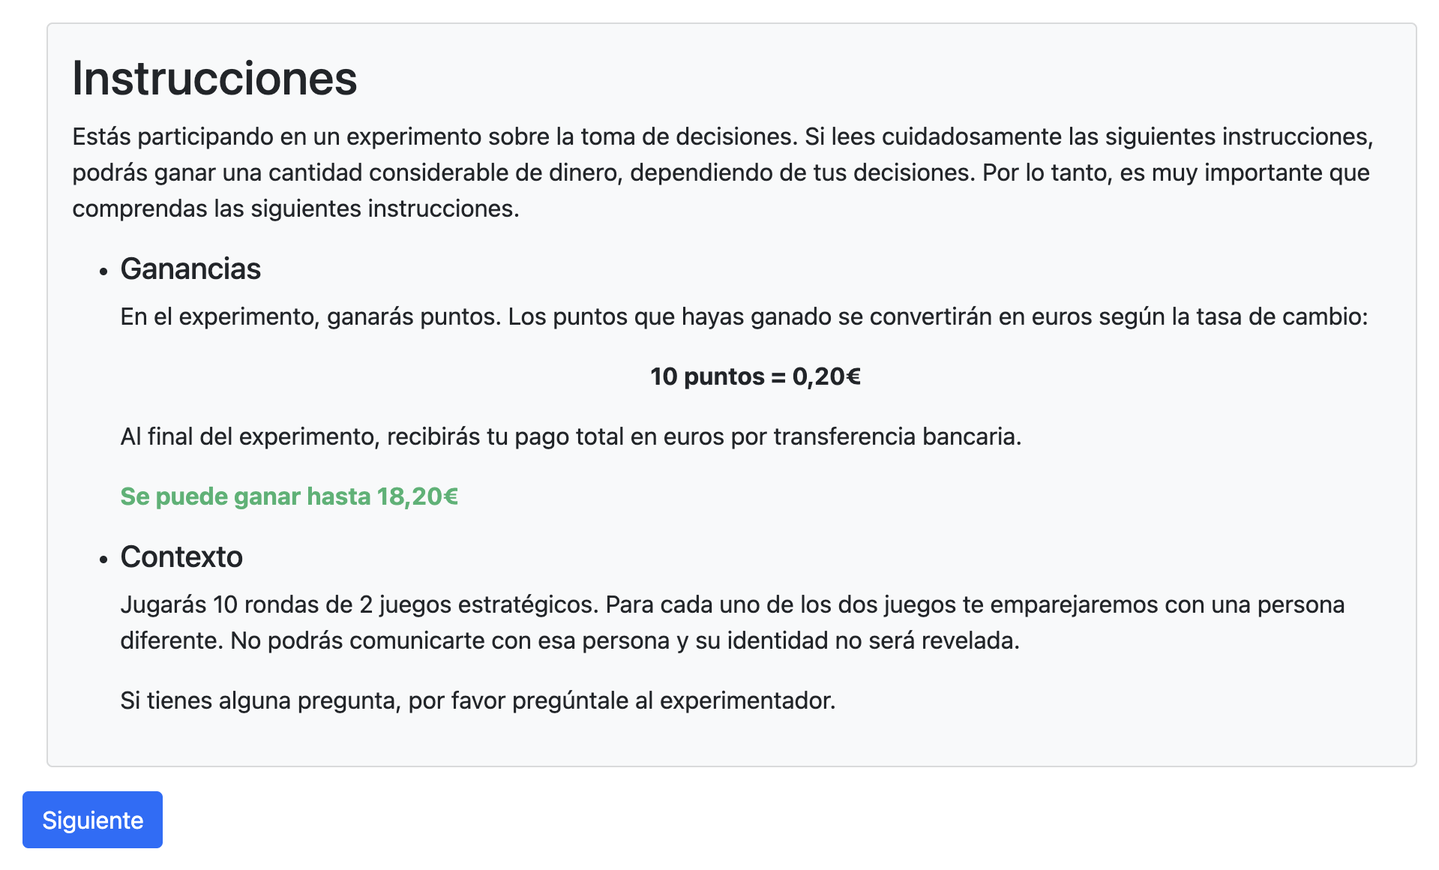 Instrucciones
Estás participando en un experimento sobre la toma de decisiones. Si lees cuidadosamente las siguientes instrucciones,
podrás ganar una cantidad considerable de dinero, dependiendo de tus decisiones. Por lo tanto, es muy importante que
comprendas las siguientes instrucciones.
• Ganancias
En el experimento, ganarás puntos. Los puntos que hayas ganado se convertirán en euros según la tasa de cambio:
10 puntos = 0,20€
Al final del experimento, recibirás tu pago total en euros por transferencia bancaria.
Se puede ganar hasta 18,20€
• Contexto
Jugarás 10 rondas de 2 juegos estratégicos. Para cada uno de los dos juegos te emparejaremos con una persona
diferente. No podrás comunicarte con esa persona y su identidad no será revelada.
Si tienes alguna pregunta, por favor pregúntale al experimentador.
Siguiente